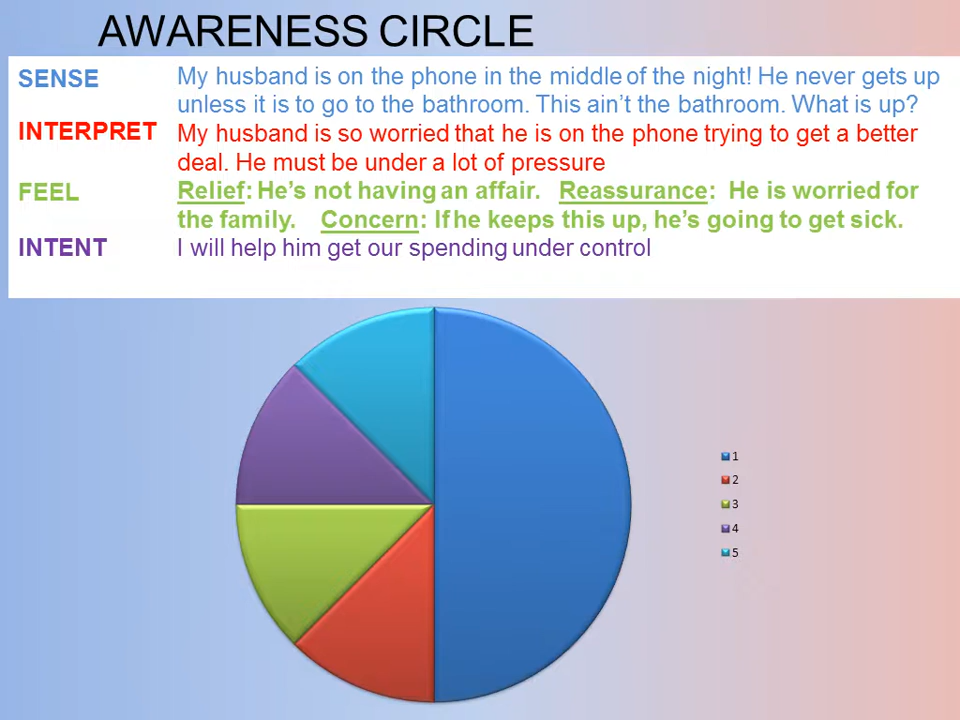 AWARENESS CIRCLE
SENSE My husband is on the phone in the middle of the night! He never gets up
unless it is to go to the bathroom. This ain’t the bathroom. What is up?
INTERPRET My husband is so worried that he is on the phone trying to get a better
deal. He must be under a lot of pressure
FEEL Relief: He’s not having an affair. Reassurance: He is worried for
the family. Concern: If he keeps this up, he’s going to get sick.
INTENT I will help him get our spending under control
1
2
3
4
5